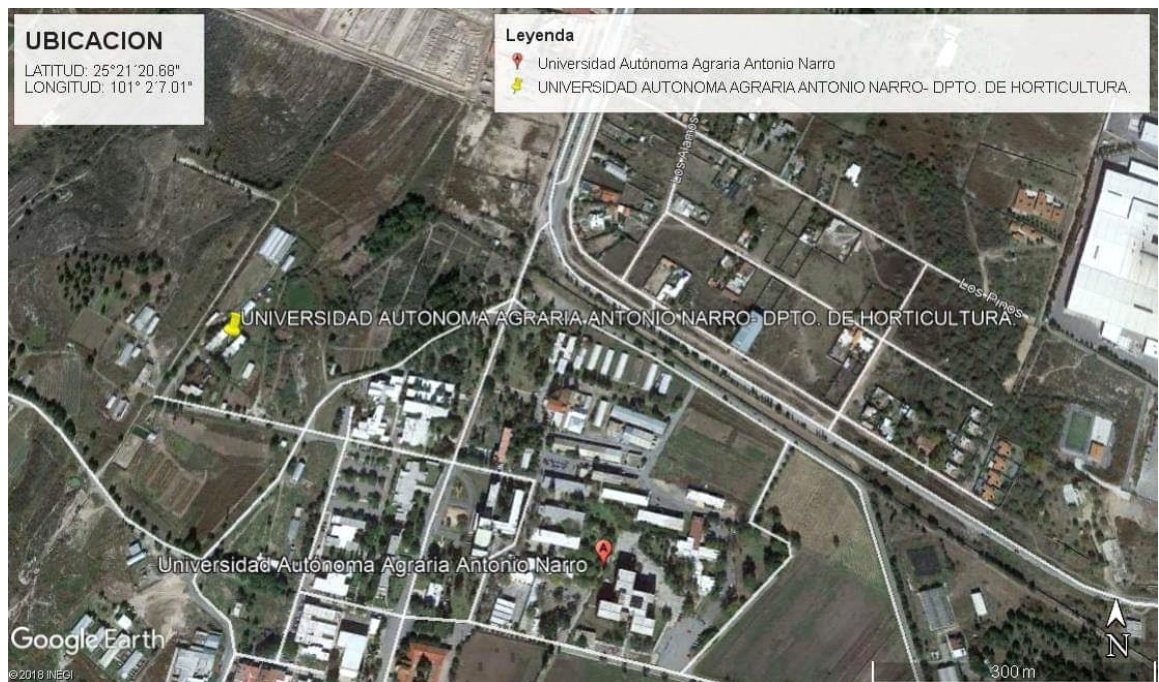 UBICACION
LATITUD: 25°21´20.68"
LONGITUD: 101° 2´7.01"
Leyenda
A
Universidad Autónoma Agraria Antonio Narro
UNIVERSIDAD AUTONOMA AGRARIA ANTONIO NARRO- DPTO. DE HORTICULTURA.
Los Alamos
Los Pinos
UNIVERSIDAD AUTONOMA AGRARIA ANTONIO NARRO- DPTO. DE HORTICULTURA.
A
Universidad Autónoma Agraria Antonio Narro
Google Earth
©2018 INEGI
N
300 m